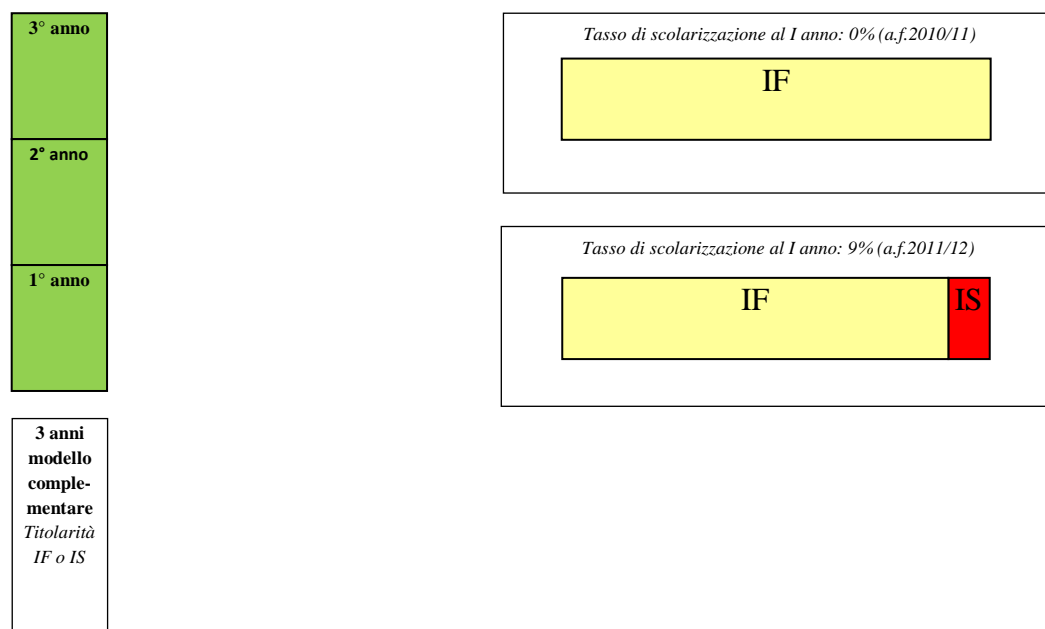 3° anno
2° anno
1° anno
3 anni
modello
comple-
mentare
Titolarità
IF o IS
Tasso di scolarizzazione al I anno: 0% (a.f.2010/11)
IF
Tasso di scolarizzazione al I anno: 9% (a.f.2011/12)
IF IS